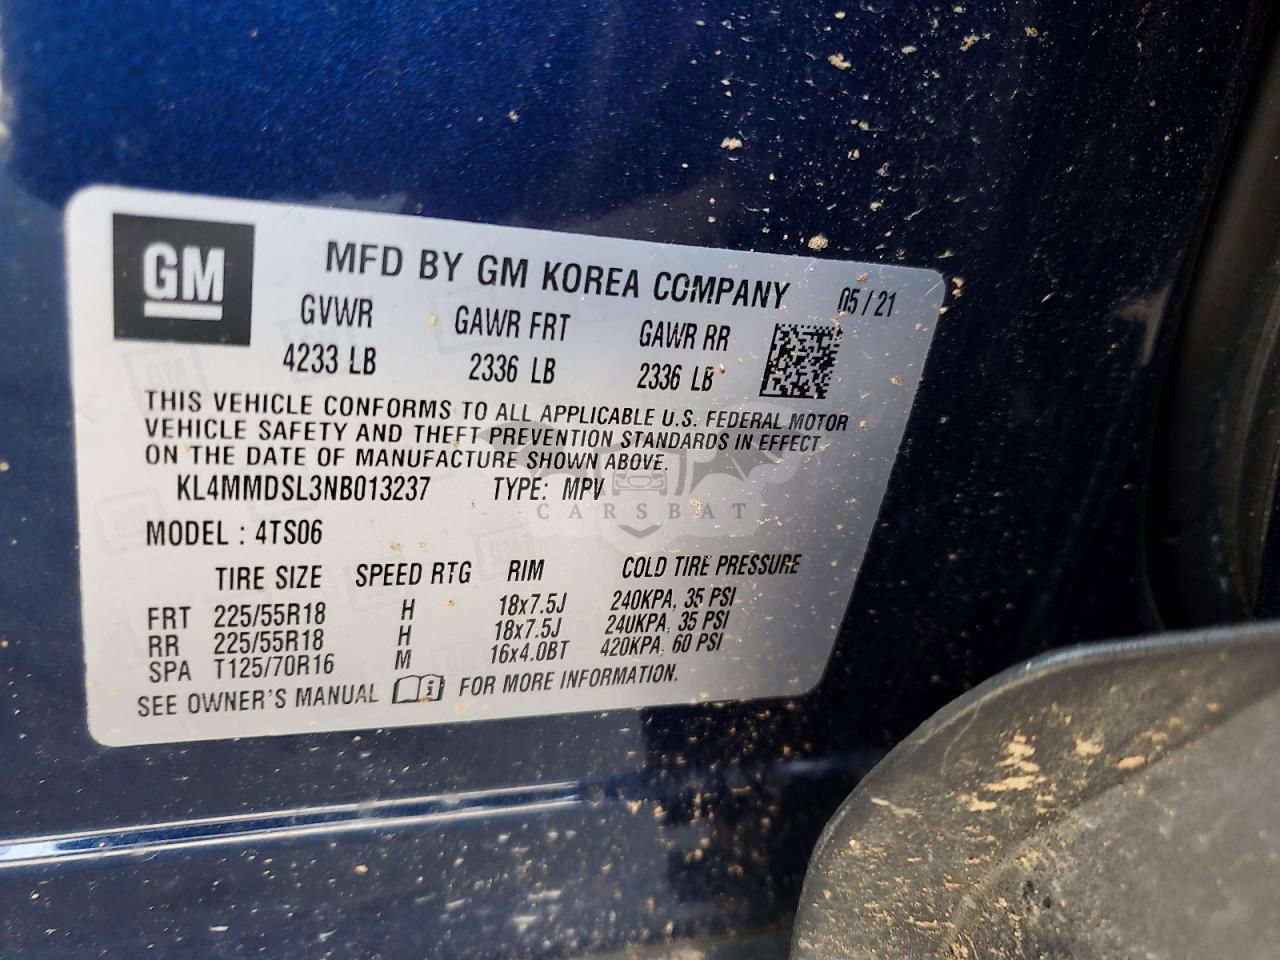 GM
MFD BY GM KOREA COMPANY 05/21
GVWR GAWR FRT GAWR RR
4233 LB 2336 LB 2336 LB
THIS VEHICLE CONFORMS TO ALL APPLICABLE U.S. FEDERAL MOTOR
VEHICLE SAFETY AND THEFT PREVENTION STANDARDS IN EFFECT
ON THE DATE OF MANUFACTURE SHOWN ABOVE.
KL4MMDSL3NB013237 TYPE: MPV
CARSBAT
MODEL : 4TS06
TIRE SIZE SPEED RTG RIM COLD TIRE PRESSURE
FRT 225/55R18 H 18x7.5J 240KPA, 35 PSI
RR 225/55R18 H 18x7.5J 240KPA, 35 PSI
SPA T125/70R16 M 16x4.0BT 420KPA, 60 PSI
SEE OWNER'S MANUAL FOR MORE INFORMATION.